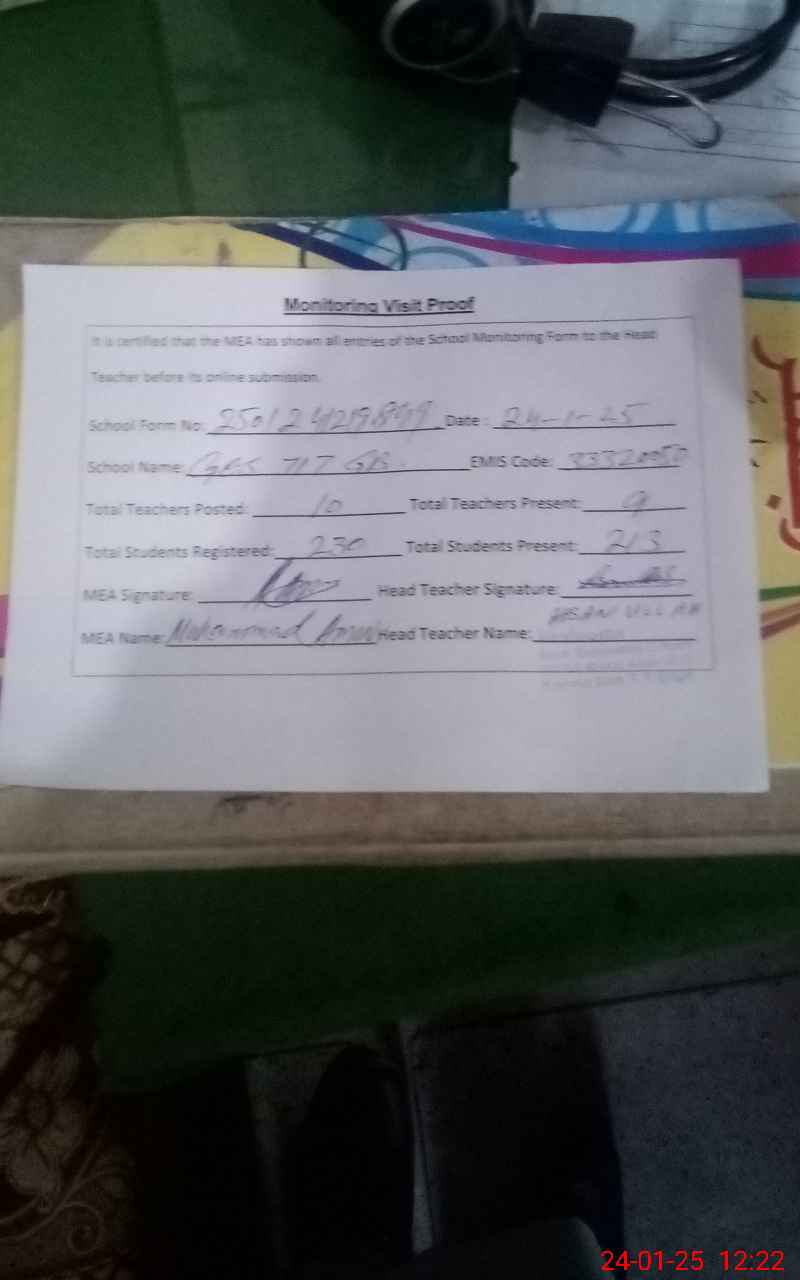 Monitoring Visit Proof
It is certified that the MEA has shown all entries of the School Monitoring Form to the Head
Teacher before its online submission.
School Form No: Date : 24-1-25
School Name: 717 GB. EMIS Code:
Total Teachers Posted: 10 Total Teachers Present: 9
Total Students Registered: 230 Total Students Present: 213
MEA Signature: Head Teacher Signature:
MEA Name: Muhammad Head Teacher Name: AHSAN ULLAH
24-01-25 12:22